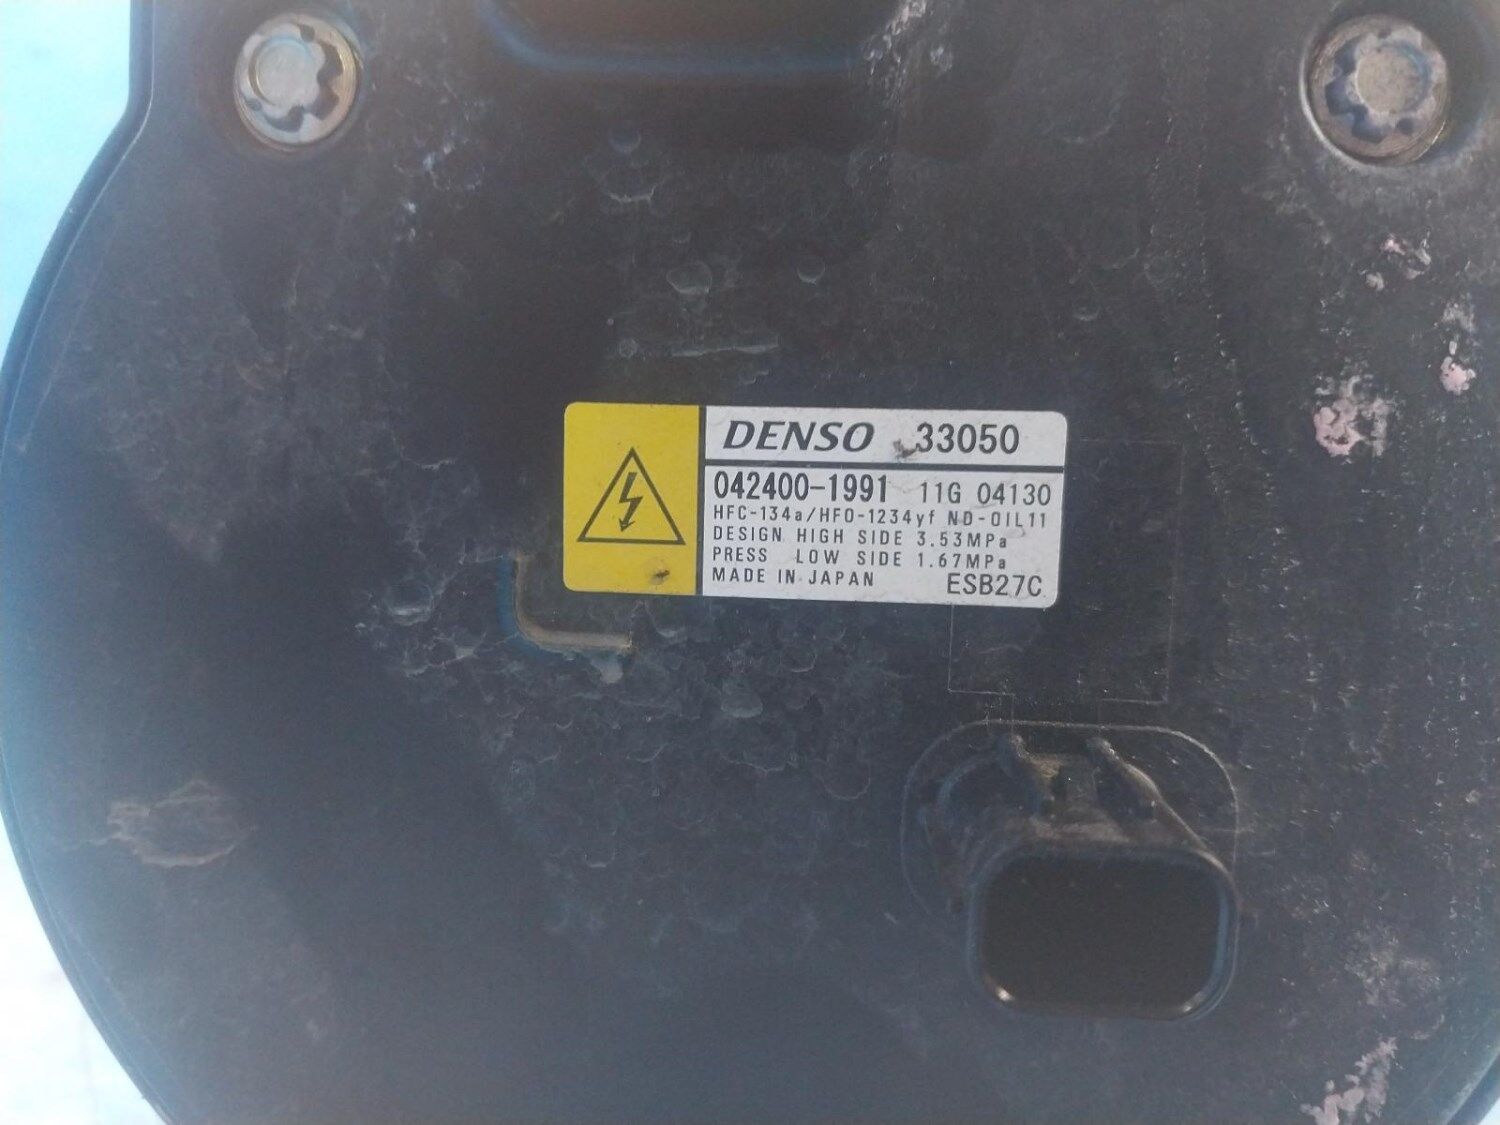 DENSO 33050
042400-1991 11G 04130
HFC-134a/HFO-1234yf ND-OIL11
DESIGN HIGH SIDE 3.53MPa
PRESS LOW SIDE 1.67MPa
MADE IN JAPAN ESB27C